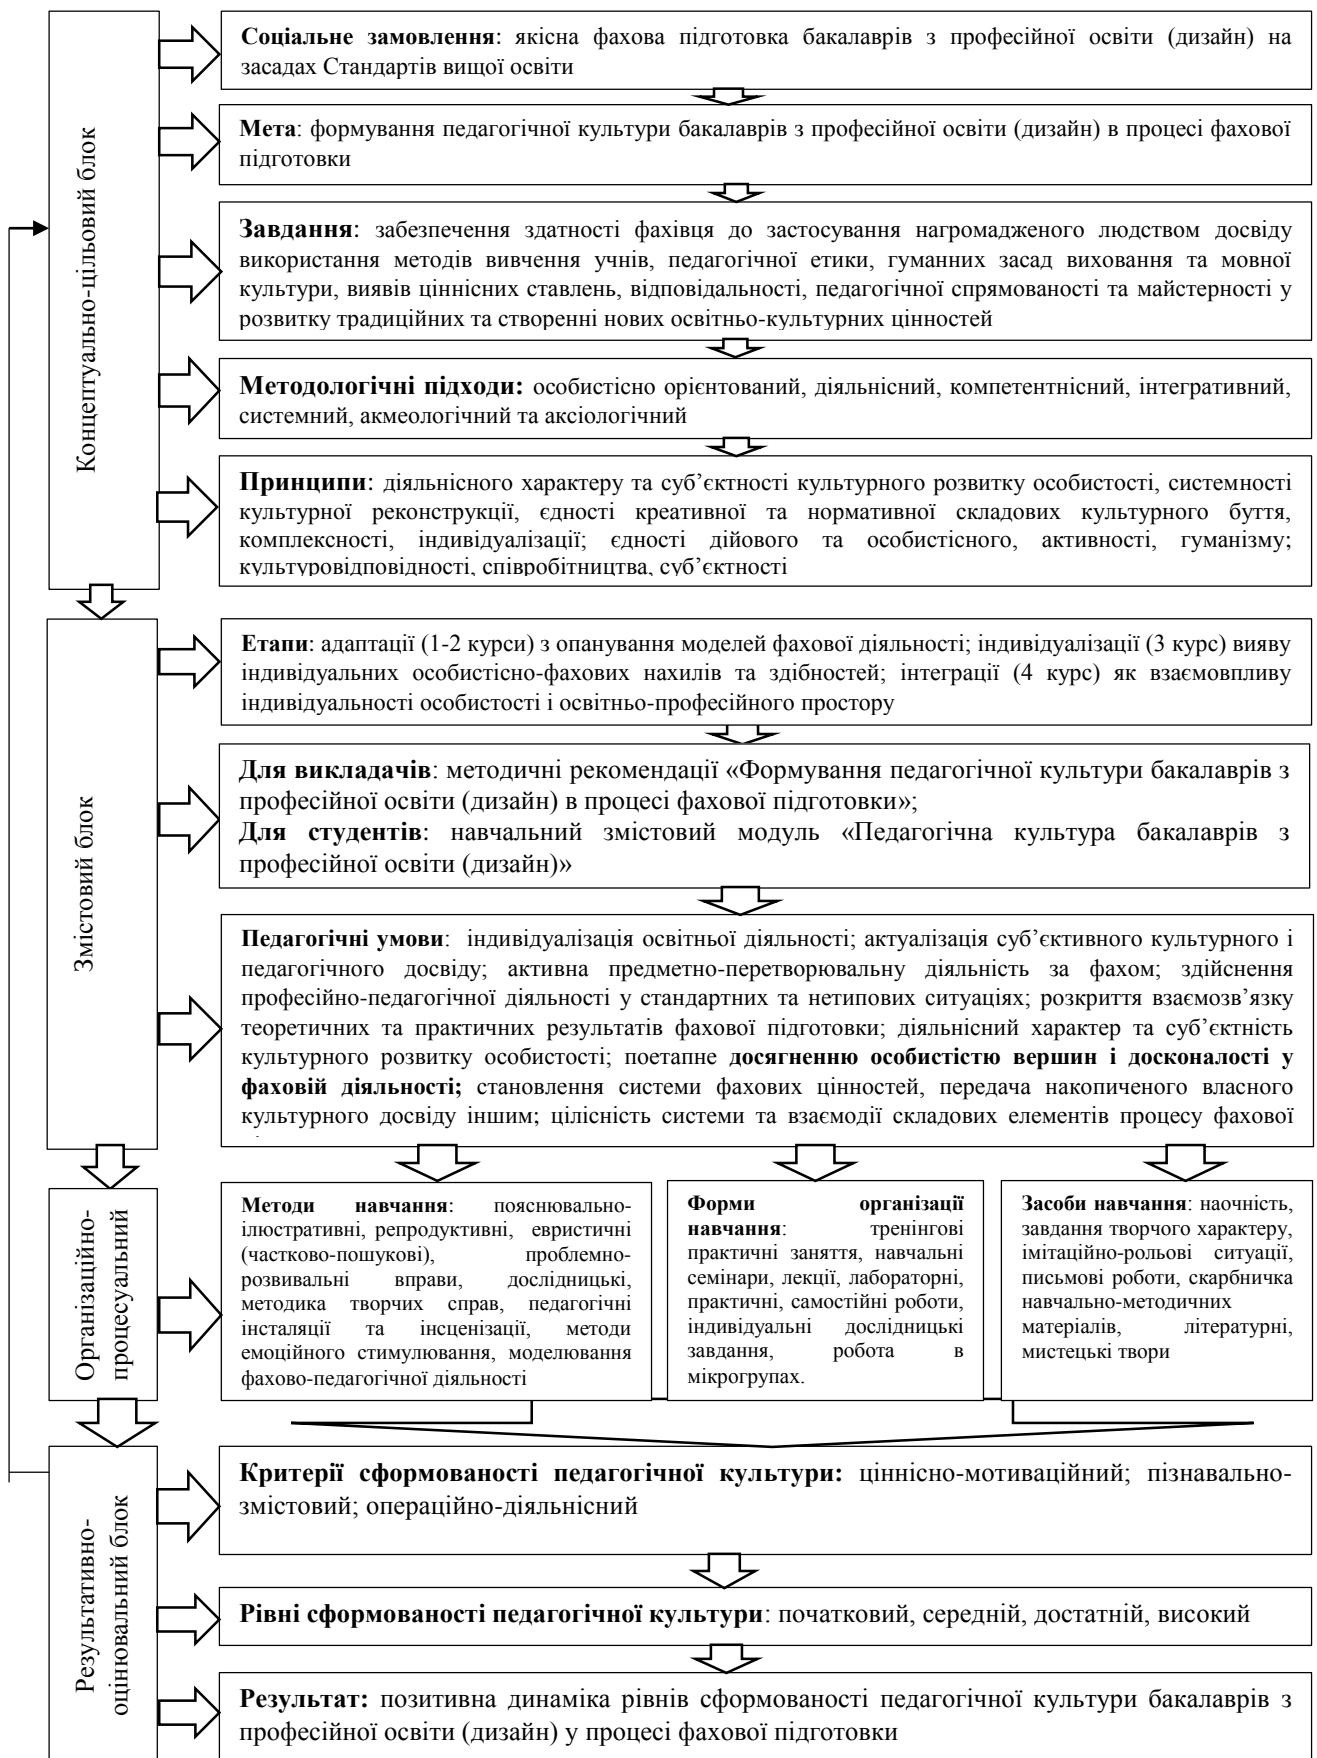 Концептуально-цільовий блок
Соціальне замовлення: якісна фахова підготовка бакалаврів з професійної освіти (дизайн) на
засадах Стандартів вищої освіти
Мета: формування педагогічної культури бакалаврів з професійної освіти (дизайн) в процесі фахової
підготовки
Завдання: забезпечення здатності фахівця до застосування нагромадженого людством досвіду
використання методів вивчення учнів, педагогічної етики, гуманних засад виховання та мовної
культури, виявів ціннісних ставлень, відповідальності, педагогічної спрямованості та майстерності у
розвитку традиційних та створенні нових освітньо-культурних цінностей
Методологічні підходи: особистісно орієнтований, діяльнісний, компетентнісний, інтегративний,
системний, акмеологічний та аксіологічний
Принципи: діяльнісного характеру та суб’єктності культурного розвитку особистості, системності
культурної реконструкції, єдності креативної та нормативної складових культурного буття,
комплексності, індивідуалізації; єдності дійового та особистісного, активності, гуманізму;
культуровідповідності, співробітництва, суб’єктності
Змістовий блок
Етапи: адаптації (1-2 курси) з опанування моделей фахової діяльності; індивідуалізації (3 курс) вияву
індивідуальних особистісно-фахових нахилів та здібностей; інтеграції (4 курс) як взаємовпливу
індивідуальності особистості і освітньо-професійного простору
Для викладачів: методичні рекомендації «Формування педагогічної культури бакалаврів з
професійної освіти (дизайн) в процесі фахової підготовки»;
Для студентів: навчальний змістовий модуль «Педагогічна культура бакалаврів з
професійної освіти (дизайн)»
Педагогічні умови: індивідуалізація освітньої діяльності; актуалізація суб’єктивного культурного і
педагогічного досвіду; активна предметно-перетворювальну діяльність за фахом; здійснення
професійно-педагогічної діяльності у стандартних та нетипових ситуаціях; розкриття взаємозв’язку
теоретичних та практичних результатів фахової підготовки; діяльнісний характер та суб’єктність
культурного розвитку особистості; поетапне досягненню особистістю вершин і досконалості у
фаховій діяльності; становлення системи фахових цінностей, передача накопиченого власного
культурного досвіду іншим; цілісність системи та взаємодії складових елементів процесу фахової
Організаційно-
процесуальний
Методи навчання: пояснювально-
ілюстративні, репродуктивні, евристичні
(частково-пошукові), проблемно-
розвивальні вправи, дослідницькі,
методика творчих справ, педагогічні
інсталяції та інсценізації, методи
емоційного стимулювання, моделювання
фахово-педагогічної діяльності
Форми організації
навчання: тренінгові
практичні заняття, навчальні
семінари, лекції, лабораторні,
практичні, самостійні роботи,
індивідуальні дослідницькі
завдання, робота в
мікрогрупах.
Засоби навчання: наочність,
завдання творчого характеру,
імітаційно-рольові ситуації,
письмові роботи, скарбничка
навчально-методичних
матеріалів, літературні,
мистецькі твори
Результативно-
оцінювальний блок
Критерії сформованості педагогічної культури: ціннісно-мотиваційний; пізнавально-
змістовий; операційно-діяльнісний
Рівні сформованості педагогічної культури: початковий, середній, достатній, високий
Результат: позитивна динаміка рівнів сформованості педагогічної культури бакалаврів з
професійної освіти (дизайн) у процесі фахової підготовки